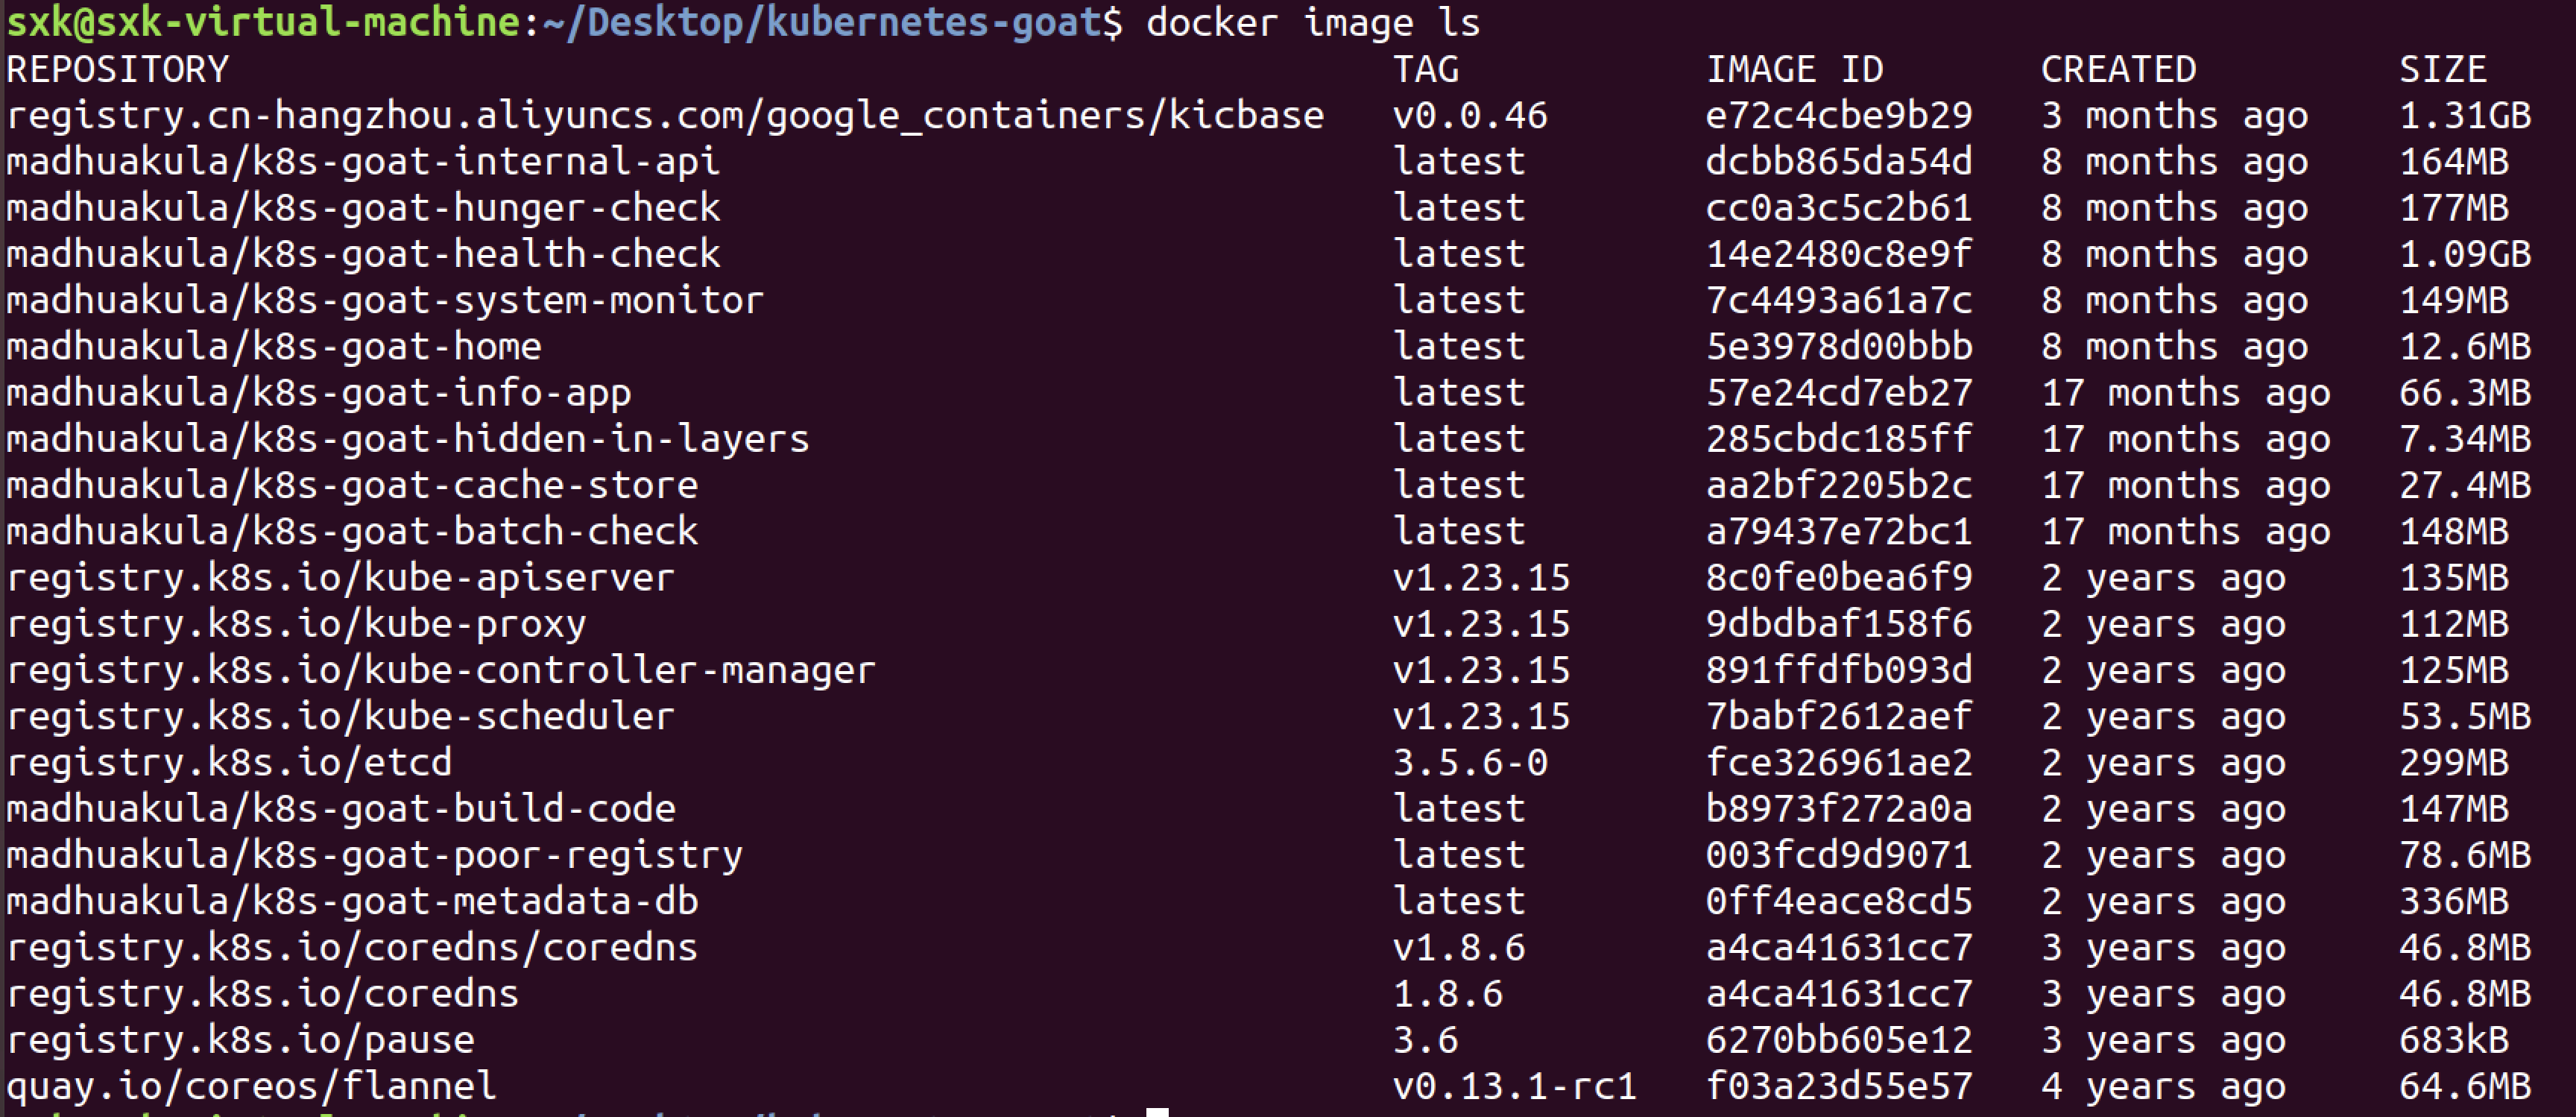 sxk@sxk-virtual-machine:~/Desktop/kubernetes-goat$ docker image ls
REPOSITORY TAG IMAGE ID CREATED SIZE
registry.cn-hangzhou.aliyuncs.com/google_containers/kicbase v0.0.46 e72c4cbe9b29 3 months ago 1.31GB
madhuakula/k8s-goat-internal-api latest dcbb865da54d 8 months ago 164MB
madhuakula/k8s-goat-hunger-check latest cc0a3c5c2b61 8 months ago 177MB
madhuakula/k8s-goat-health-check latest 14e2480c8e9f 8 months ago 1.09GB
madhuakula/k8s-goat-system-monitor latest 7c4493a61a7c 8 months ago 149MB
madhuakula/k8s-goat-home latest 5e3978d00bbb 8 months ago 12.6MB
madhuakula/k8s-goat-info-app latest 57e24cd7eb27 17 months ago 66.3MB
madhuakula/k8s-goat-hidden-in-layers latest 285cbdc185ff 17 months ago 7.34MB
madhuakula/k8s-goat-cache-store latest aa2bf2205b2c 17 months ago 27.4MB
madhuakula/k8s-goat-batch-check latest a79437e72bc1 17 months ago 148MB
registry.k8s.io/kube-apiserver v1.23.15 8c0fe0bea6f9 2 years ago 135MB
registry.k8s.io/kube-proxy v1.23.15 9dbdbaf158f6 2 years ago 112MB
registry.k8s.io/kube-controller-manager v1.23.15 891ffdfb093d 2 years ago 125MB
registry.k8s.io/kube-scheduler v1.23.15 7babf2612aef 2 years ago 53.5MB
registry.k8s.io/etcd 3.5.6-0 fce326961ae2 2 years ago 299MB
madhuakula/k8s-goat-build-code latest b8973f272a0a 2 years ago 147MB
madhuakula/k8s-goat-poor-registry latest 003fcd9d9071 2 years ago 78.6MB
madhuakula/k8s-goat-metadata-db latest 0ff4eace8cd5 2 years ago 336MB
registry.k8s.io/coredns/coredns v1.8.6 a4ca41631cc7 3 years ago 46.8MB
registry.k8s.io/coredns 1.8.6 a4ca41631cc7 3 years ago 46.8MB
registry.k8s.io/pause 3.6 6270bb605e12 3 years ago 683kB
quay.io/coreos/flannel v0.13.1-rc1 f03a23d55e57 4 years ago 64.6MB